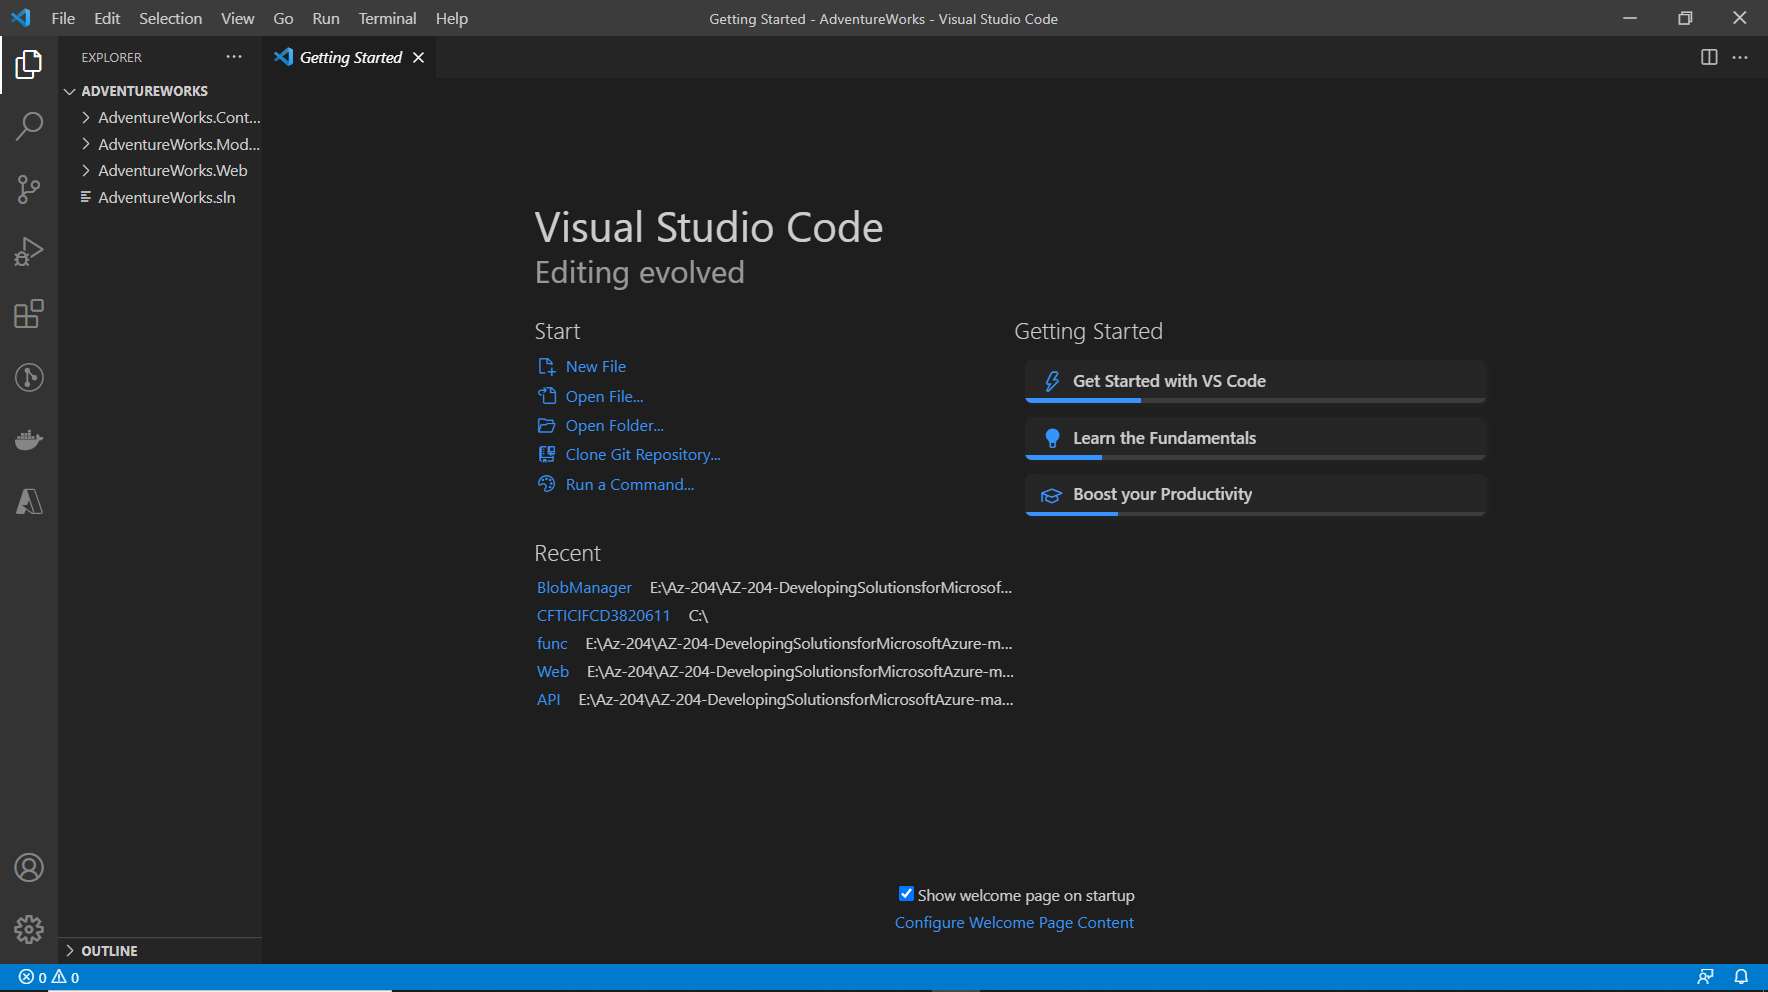 File Edit Selection View Go Run Terminal Help
Getting Started - AdventureWorks - Visual Studio Code
EXPLORER
Getting Started
ADVENTUREWORKS
AdventureWorks.Cont...
AdventureWorks.Mod...
AdventureWorks.Web
AdventureWorks.sln
Visual Studio Code
Editing evolved
Start
New File
Open File...
Open Folder...
Clone Git Repository...
Run a Command...
Getting Started
Get Started with VS Code
Learn the Fundamentals
Boost your Productivity
Recent
BlobManager E:\Az-204\AZ-204-DevelopingSolutionsforMicrosof...
CFTICIFCD3820611 C:\
func E:\Az-204\AZ-204-DevelopingSolutionsforMicrosoftAzure-m...
Web E:\Az-204\AZ-204-DevelopingSolutionsforMicrosoftAzure-m...
API E:\Az-204\AZ-204-DevelopingSolutionsforMicrosoftAzure-ma...
Show welcome page on startup
Configure Welcome Page Content
OUTLINE
0 0